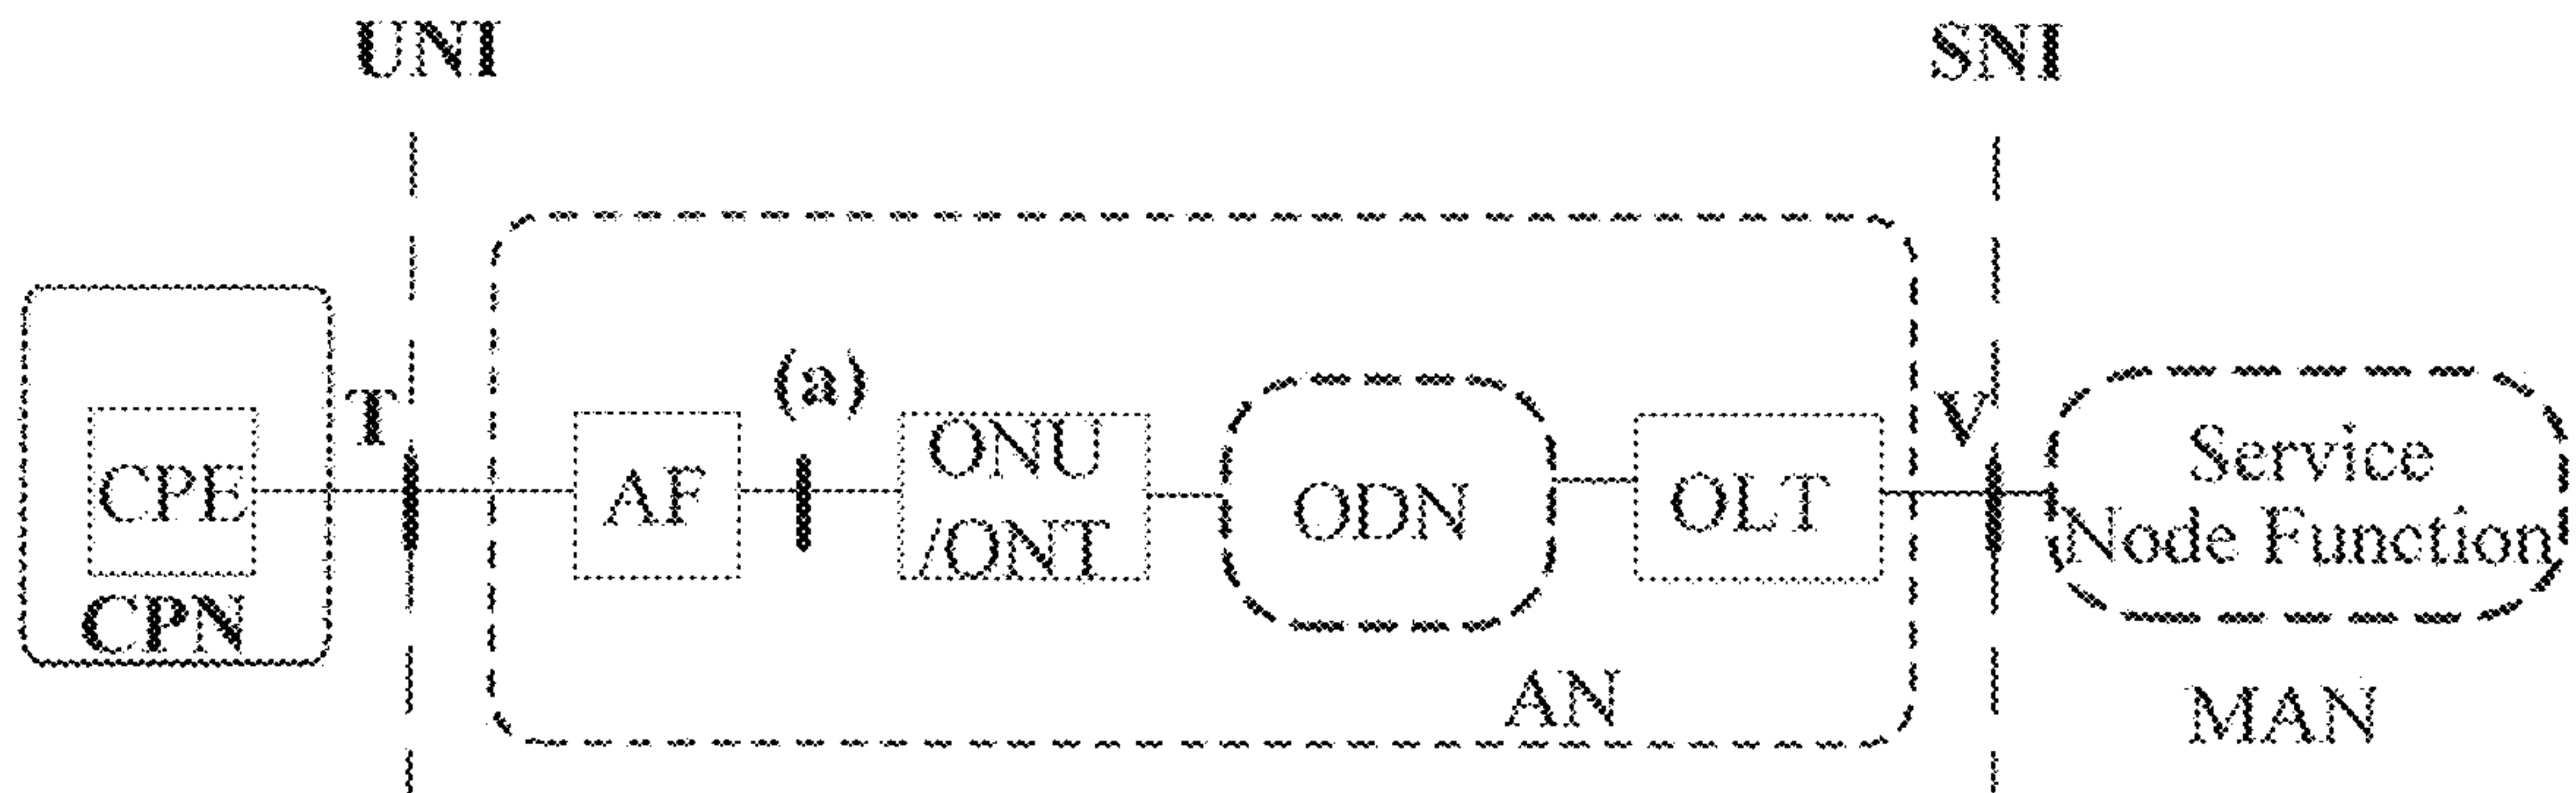 UNI
SNI
(a)
T
V
CPE
AF
ONU
/ONT
ODN
OLT
Service
Node Function
CPN
AN
MAN